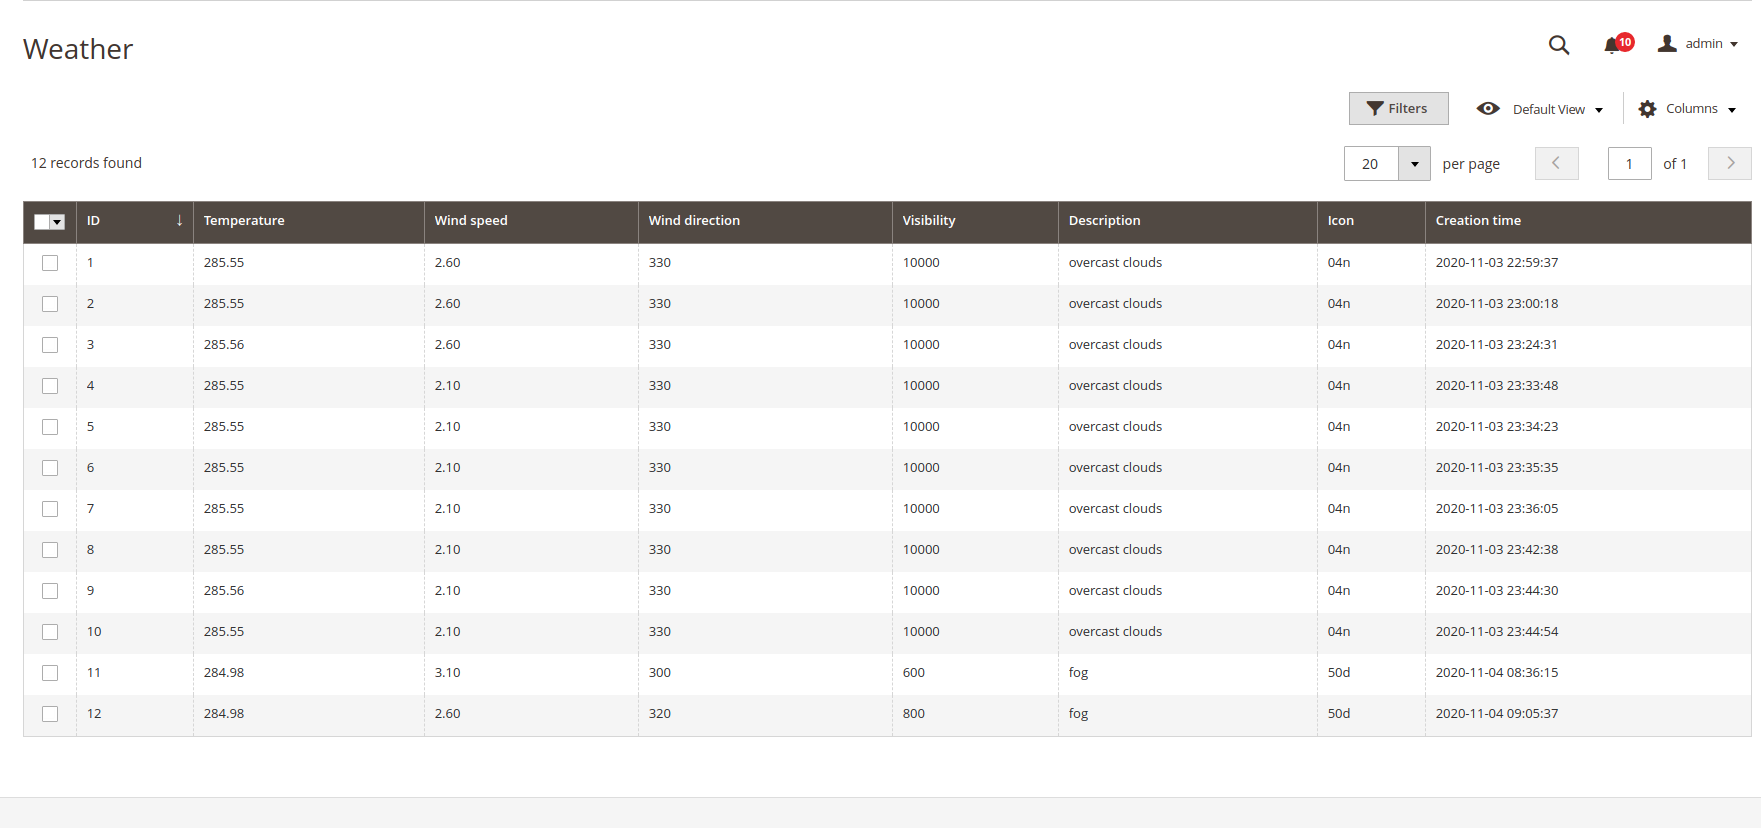 Weather
10
admin
Filters
Default View
Columns
12 records found
20
per page
1
of 1
ID ↓ Temperature Wind speed Wind direction Visibility Description Icon Creation time
1 285.55 2.60 330 10000 overcast clouds 04n 2020-11-03 22:59:37
2 285.55 2.60 330 10000 overcast clouds 04n 2020-11-03 23:00:18
3 285.56 2.60 330 10000 overcast clouds 04n 2020-11-03 23:24:31
4 285.55 2.10 330 10000 overcast clouds 04n 2020-11-03 23:33:48
5 285.55 2.10 330 10000 overcast clouds 04n 2020-11-03 23:34:23
6 285.55 2.10 330 10000 overcast clouds 04n 2020-11-03 23:35:35
7 285.55 2.10 330 10000 overcast clouds 04n 2020-11-03 23:36:05
8 285.55 2.10 330 10000 overcast clouds 04n 2020-11-03 23:42:38
9 285.56 2.10 330 10000 overcast clouds 04n 2020-11-03 23:44:30
10 285.55 2.10 330 10000 overcast clouds 04n 2020-11-03 23:44:54
11 284.98 3.10 300 600 fog 50d 2020-11-04 08:36:15
12 284.98 2.60 320 800 fog 50d 2020-11-04 09:05:37